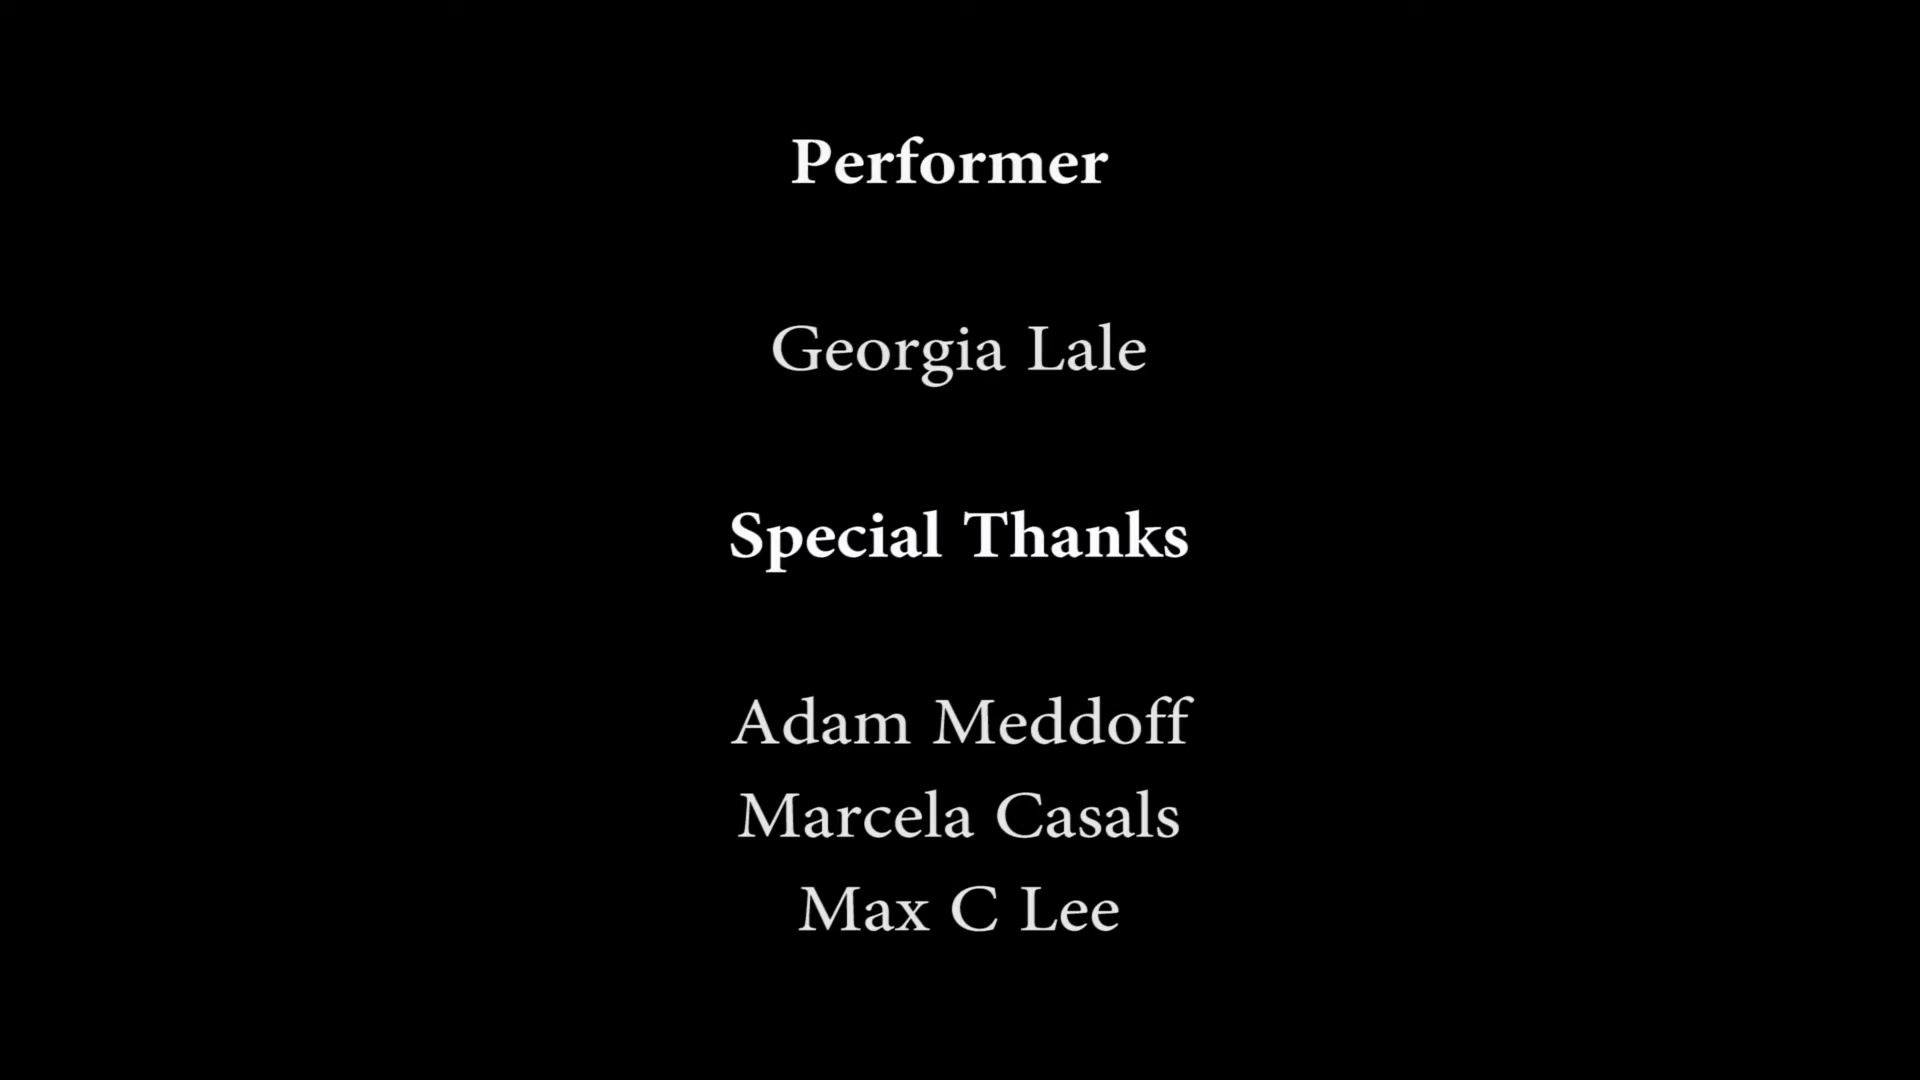 Performer
Georgia Lale
Special Thanks
Adam Meddoff
Marcela Casals
Max C Lee